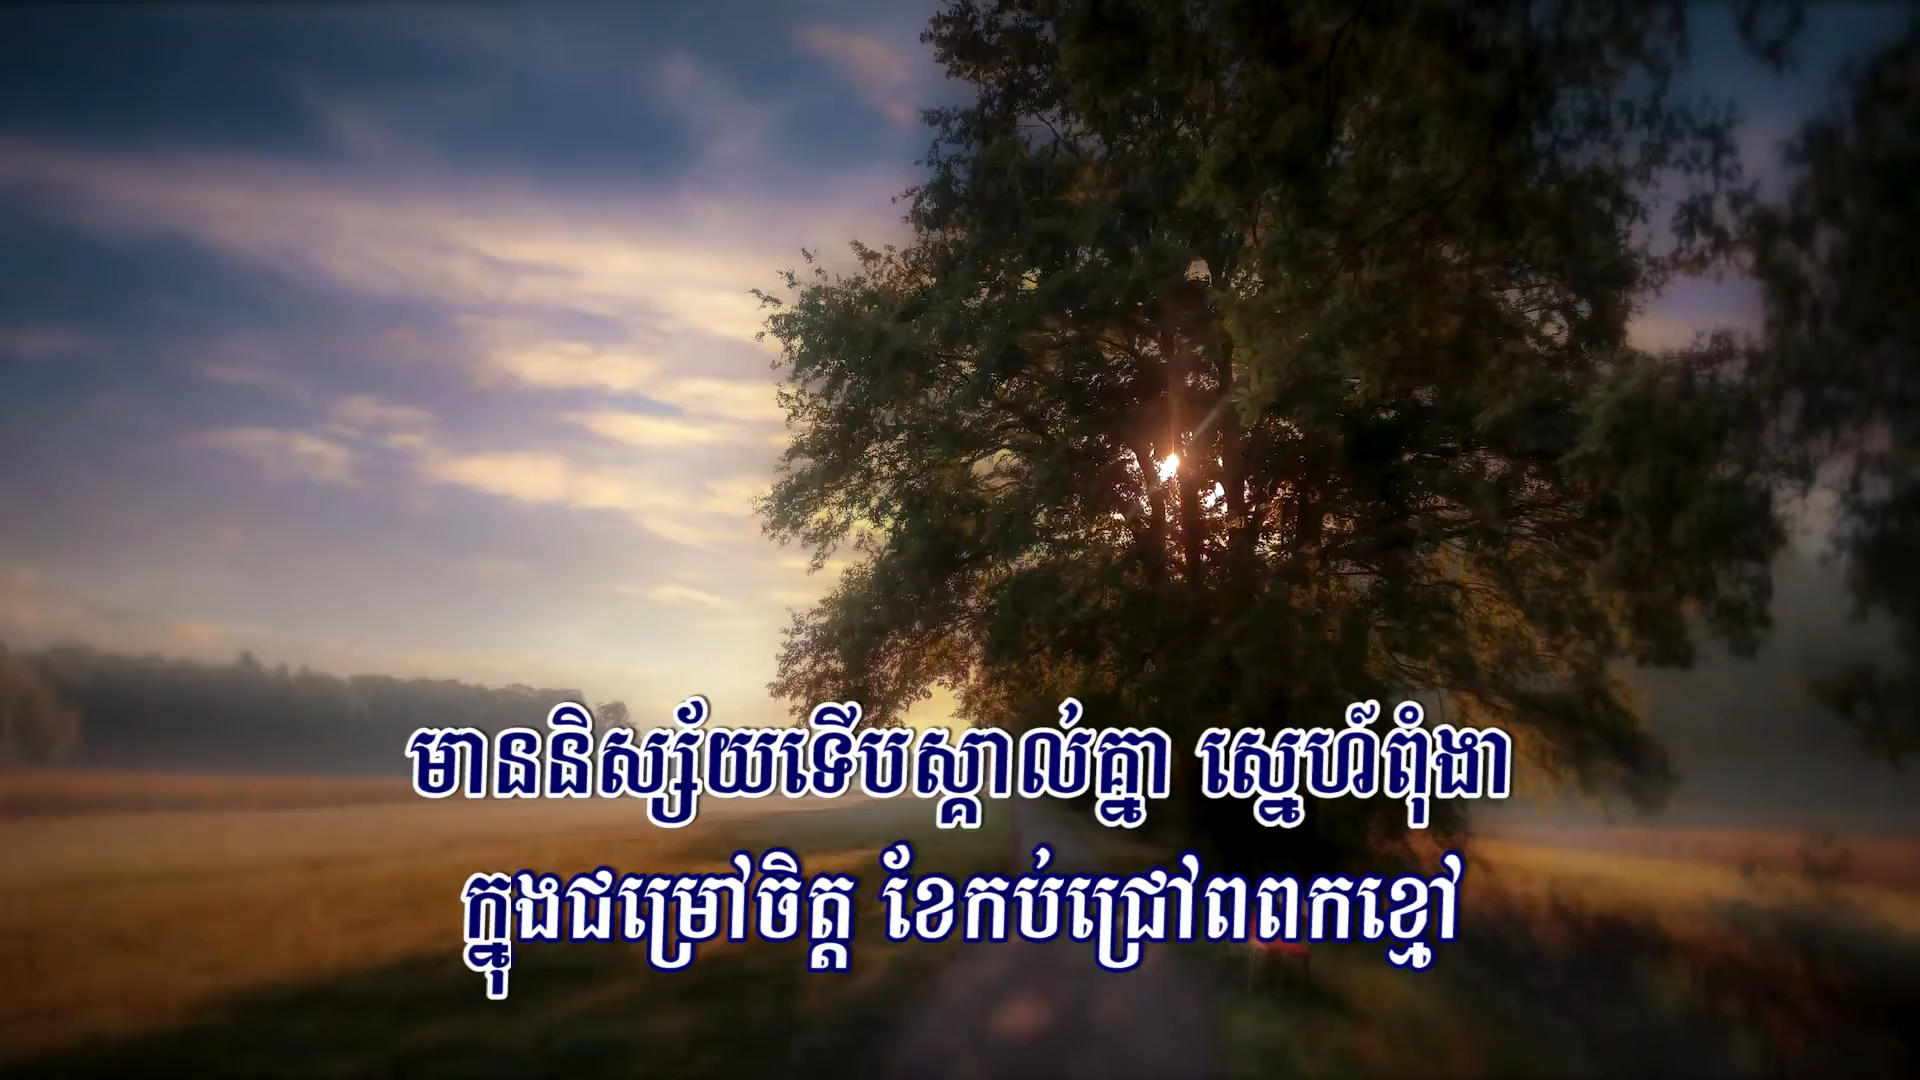 មាននិស្ស័យទើបស្គាល់គ្នា ស្នេហ៍ពុំងា
ក្នុងជម្រៅចិត្ត ខែកប់ជ្រៅពពកខ្មៅ